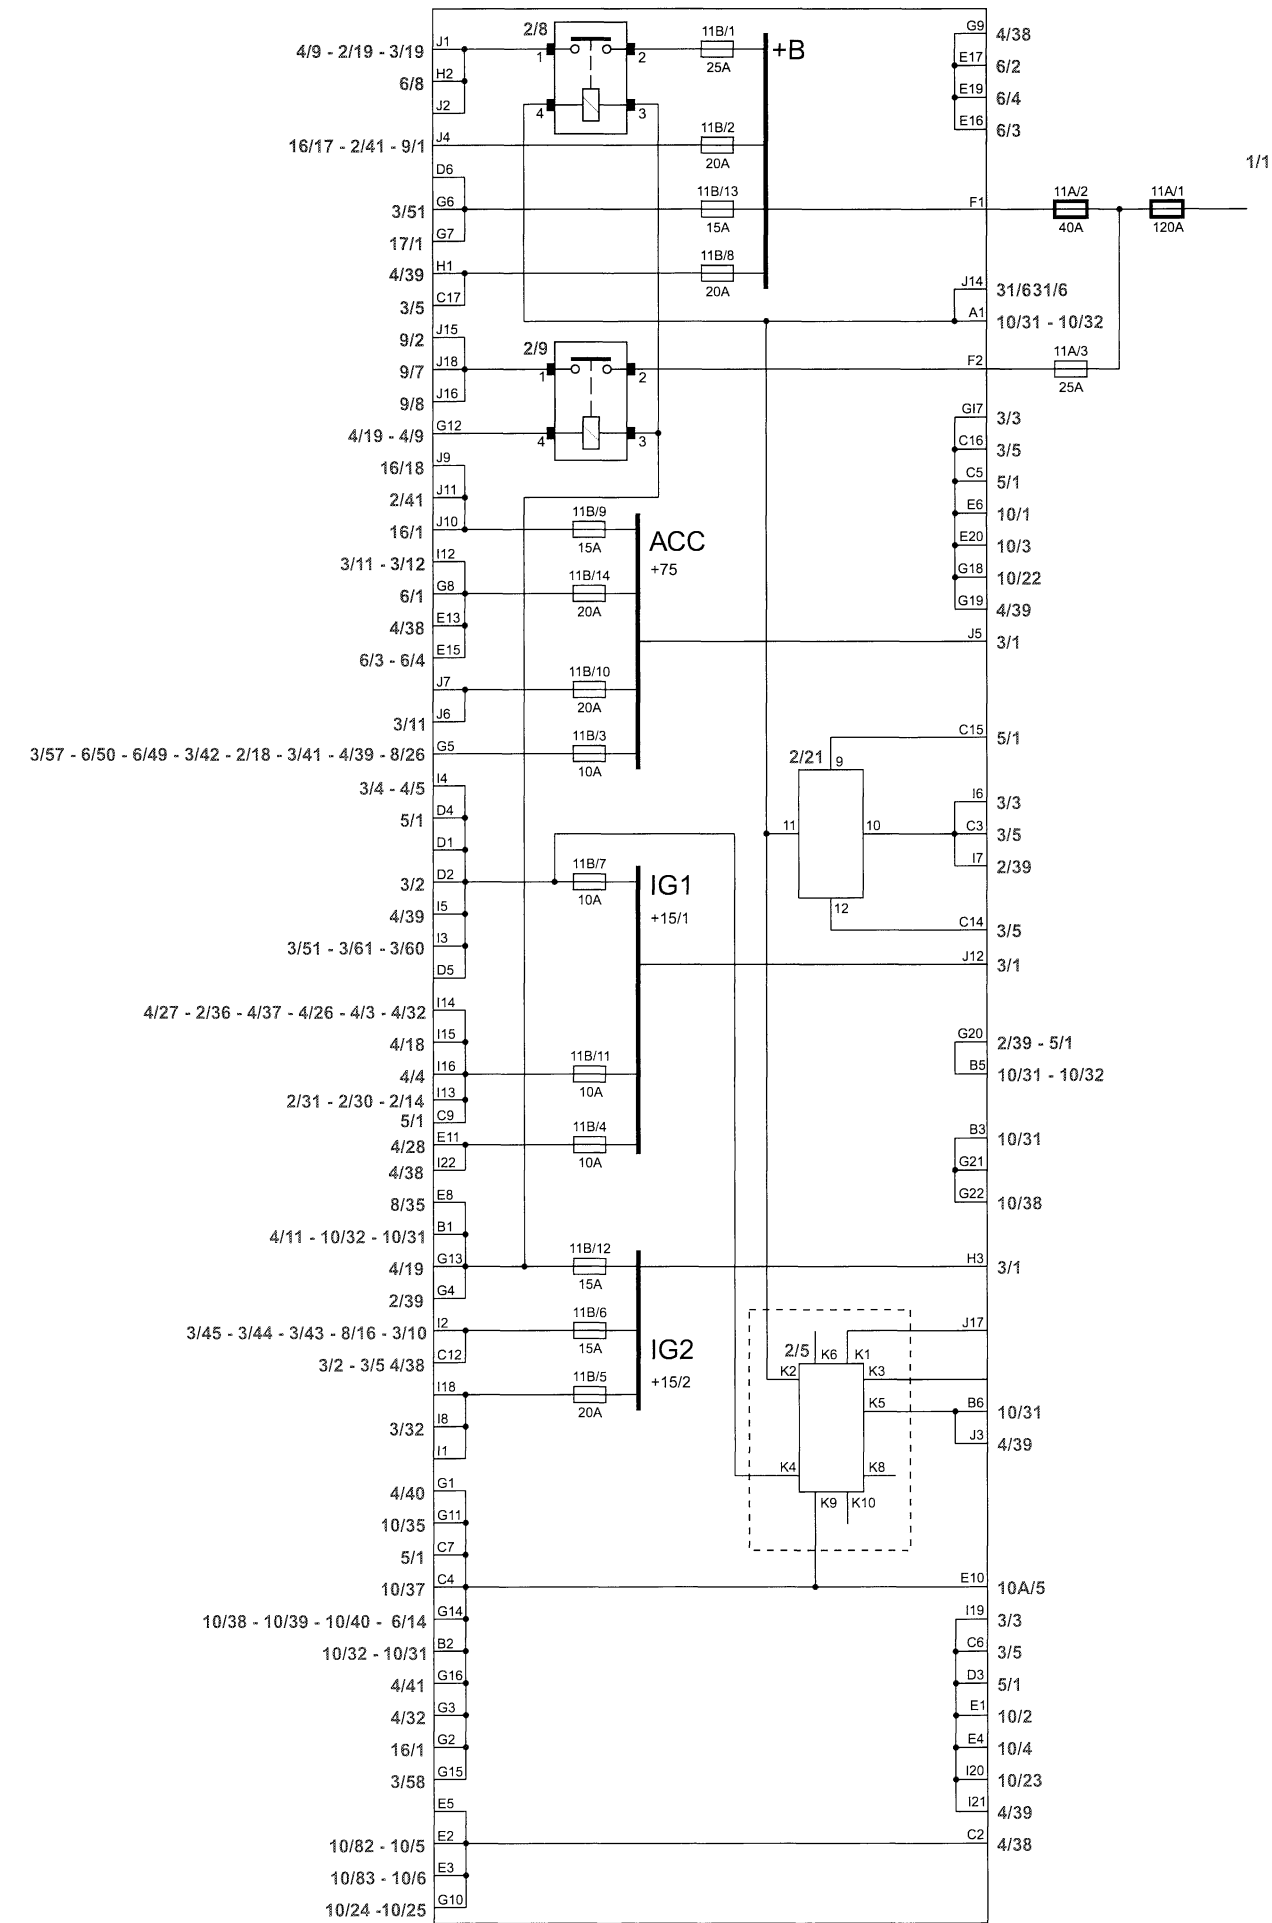 2/8
11B/1
G9
4/38
4/9 - 2/19 - 3/19
J1
1
2
25A
+B
E17
6/2
6/8
H2
E19
6/4
J2
4
3
E16
6/3
11B/2
16/17 - 2/41 - 9/1
J4
20A
1/1
D6
11B/13
11A/2
11A/1
3/51
G6
F1
15A
40A
120A
17/1
G7
11B/8
4/39
H1
20A
J14
31/631/6
3/5
C17
A1
10/31 - 10/32
9/2
J15
2/9
11A/3
9/7
J18
1
2
F2
25A
9/8
J16
GI7
3/3
4/19 - 4/9
G12
4
3
C16
3/5
16/18
J9
C5
5/1
2/41
J11
11B/9
E6
10/1
16/1
J10
15A
ACC
E20
10/3
3/11 - 3/12
I12
+75
11B/14
G18
10/22
6/1
G8
20A
G19
4/39
4/38
E13
J5
3/1
6/3 - 6/4
E15
11B/10
J7
20A
3/11
J6
11B/3
C15
5/1
3/57 - 6/50 - 6/49 - 3/42 - 2/18 - 3/41 - 4/39 - 8/26
G5
10A
2/21
9
3/4 - 4/5
I4
I6
3/3
5/1
D4
11
10
C3
3/5
D1
11B/7
I7
2/39
3/2
D2
10A
IG1
+15/1
12
4/39
I5
C14
3/5
3/51 - 3/61 - 3/60
I3
J12
3/1
D5
4/27 - 2/36 - 4/37 - 4/26 - 4/3 - 4/32
I14
G20
2/39 - 5/1
4/18
I15
11B/11
4/4
I16
10A
B5
10/31 - 10/32
2/31 - 2/30 - 2/14
I13
5/1
C9
11B/4
B3
10/31
4/28
E11
10A
G21
4/38
I22
G22
10/38
8/35
E8
4/11 - 10/32 - 10/31
B1
11B/12
4/19
G13
15A
H3
3/1
2/39
G4
11B/6
3/45 - 3/44 - 3/43 - 8/16 - 3/10
I2
15A
J17
IG2
+15/2
2/5
K6
K1
3/2 - 3/5 4/38
C12
11B/5
K2
K3
I18
20A
K5
B6
10/31
3/32
I8
J3
4/39
I1
K4
K8
4/40
G1
K9
K10
10/35
G11
5/1
C7
10/37
C4
E10
10A/5
10/38 - 10/39 - 10/40 - 6/14
G14
I19
3/3
10/32 - 10/31
B2
C6
3/5
4/41
G16
D3
5/1
4/32
G3
E1
10/2
16/1
G2
E4
10/4
3/58
G15
I20
10/23
E5
I21
4/39
10/82 - 10/5
E2
C2
4/38
10/83 - 10/6
E3
10/24 -10/25
G10